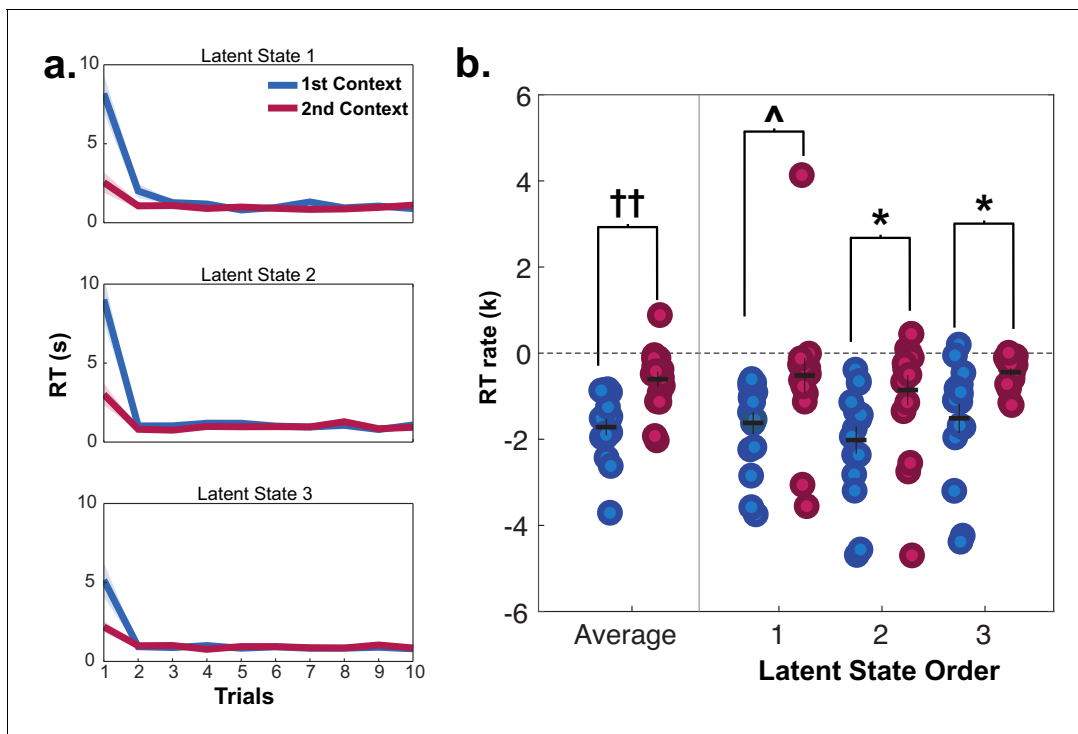 a.
Latent State 1
10
5
0
1st Context
2nd Context
Latent State 2
10
5
0
RT (s)
Latent State 3
10
5
0
1 2 3 4 5 6 7 8 9 10
Trials
b.
6
4
2
0
-2
-4
-6
RT rate (k)
††
^
*
*
Average 1 2 3
Latent State Order